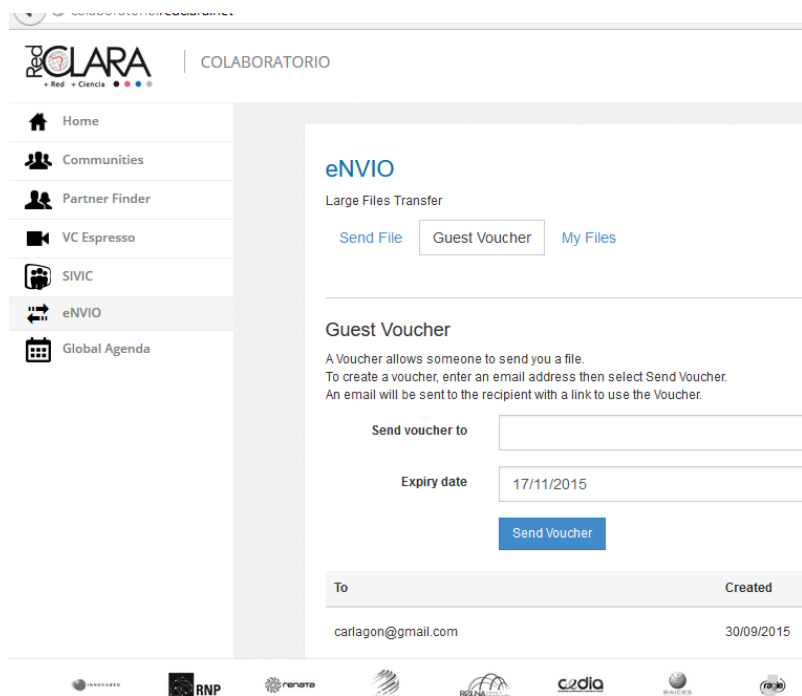 Red CLARA
+ Red + Ciencia
COLABORATORIO
Home
Communities
Partner Finder
VC Espresso
SIVIC
eNVIO
Global Agenda
eNVIO
Large Files Transfer
Send File Guest Voucher My Files
Guest Voucher
A Voucher allows someone to send you a file.
To create a voucher, enter an email address then select Send Voucher.
An email will be sent to the recipient with a link to use the Voucher.
Send voucher to
Expiry date 17/11/2015
Send Voucher
To Created
carlagon@gmail.com 30/09/2015
RNP renata cedia RAICES